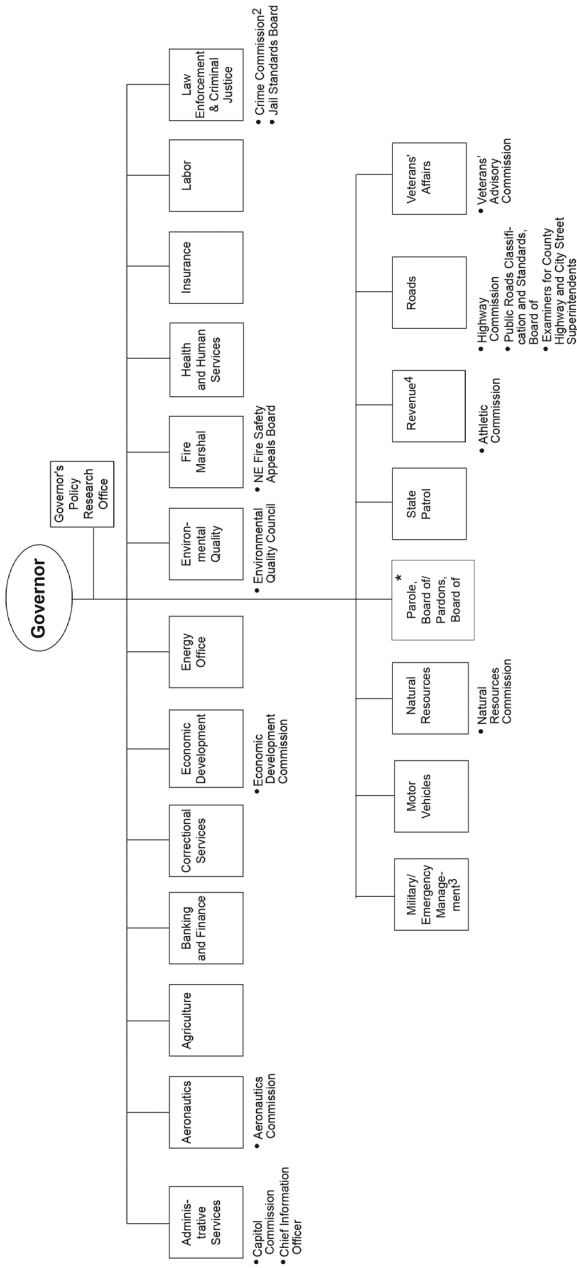 Governor
Governor's
Policy
Research
Office
Adminis-
trative
Services
• Capitol
Commission
• Chief Information
Officer
Aeronautics
• Aeronautics
Commission
Agriculture
Banking
and Finance
Correctional
Services
Economic
Development
• Economic
Development
Commission
Energy
Office
Environ-
mental
Quality
• Environmental
Quality Council
Fire
Marshal
• NE Fire Safety
Appeals Board
Health
and Human
Services
Insurance
Labor
Law
Enforcement
& Criminal
Justice
• Crime Commission2
• Jail Standards Board
Military/
Emergency
Manage-
ment3
Motor
Vehicles
Natural
Resources
• Natural
Resources
Commission
*
Parole,
Board of/
Pardons,
Board of
State
Patrol
Revenue4
• Athletic
Commission
Roads
• Highway
Commission
• Public Roads Classifi-
cation and Standards,
Board of
• Examiners for County
Highway and City Street
Superintendents
Veterans'
Affairs
• Veterans'
Advisory
Commission